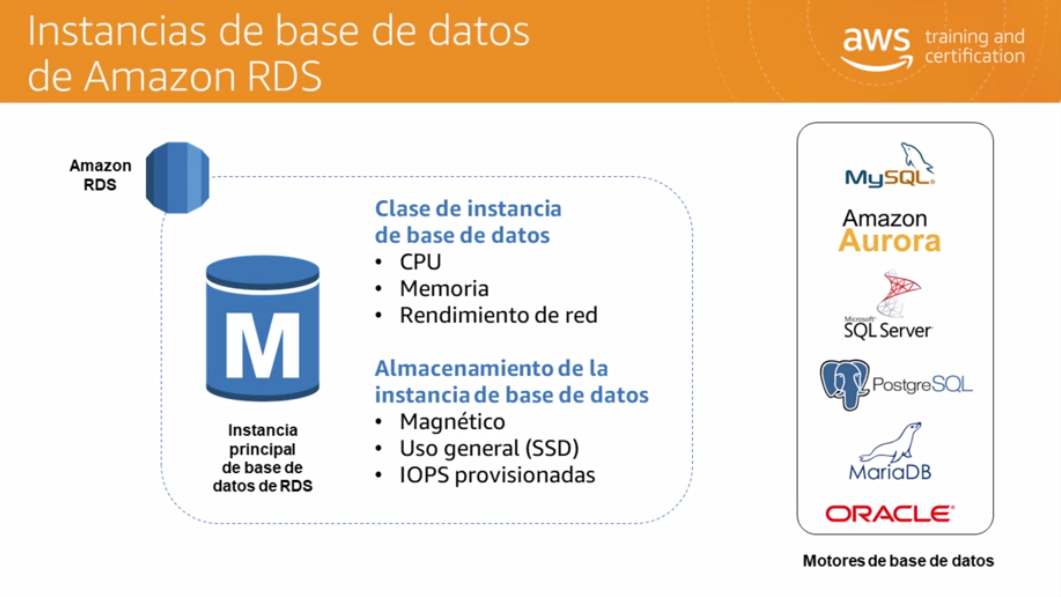 Instancias de base de datos
de Amazon RDS
aws training and
certification
Amazon
RDS
M
Instancia
principal
de base de
datos de RDS
Clase de instancia
de base de datos
• CPU
• Memoria
• Rendimiento de red
Almacenamiento de la
instancia de base de datos
• Magnético
• Uso general (SSD)
• IOPS provisionadas
MySQL®
Amazon
Aurora
Microsoft®
SQL Server®
PostgreSQL
MariaDB
ORACLE®
Motores de base de datos